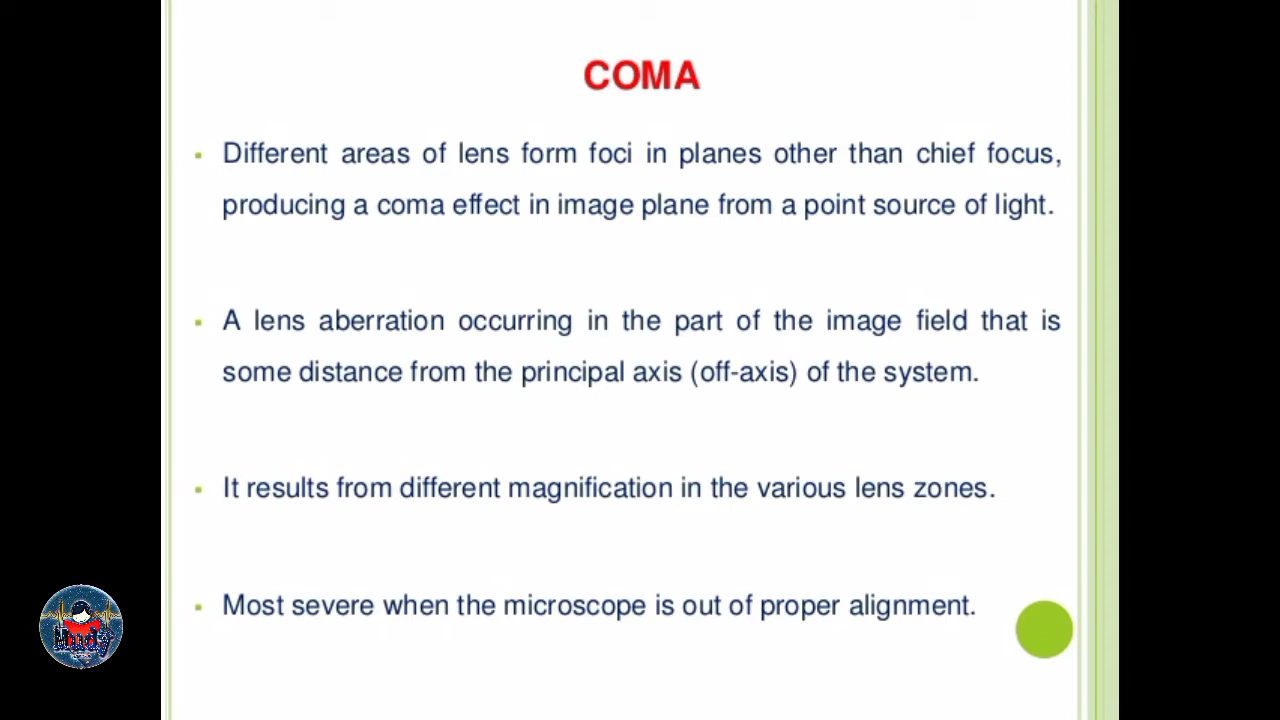 COMA
Different areas of lens form foci in planes other than chief focus,
producing a coma effect in image plane from a point source of light.
A lens aberration occurring in the part of the image field that is
some distance from the principal axis (off-axis) of the system.
It results from different magnification in the various lens zones.
Most severe when the microscope is out of proper alignment.
Hudy